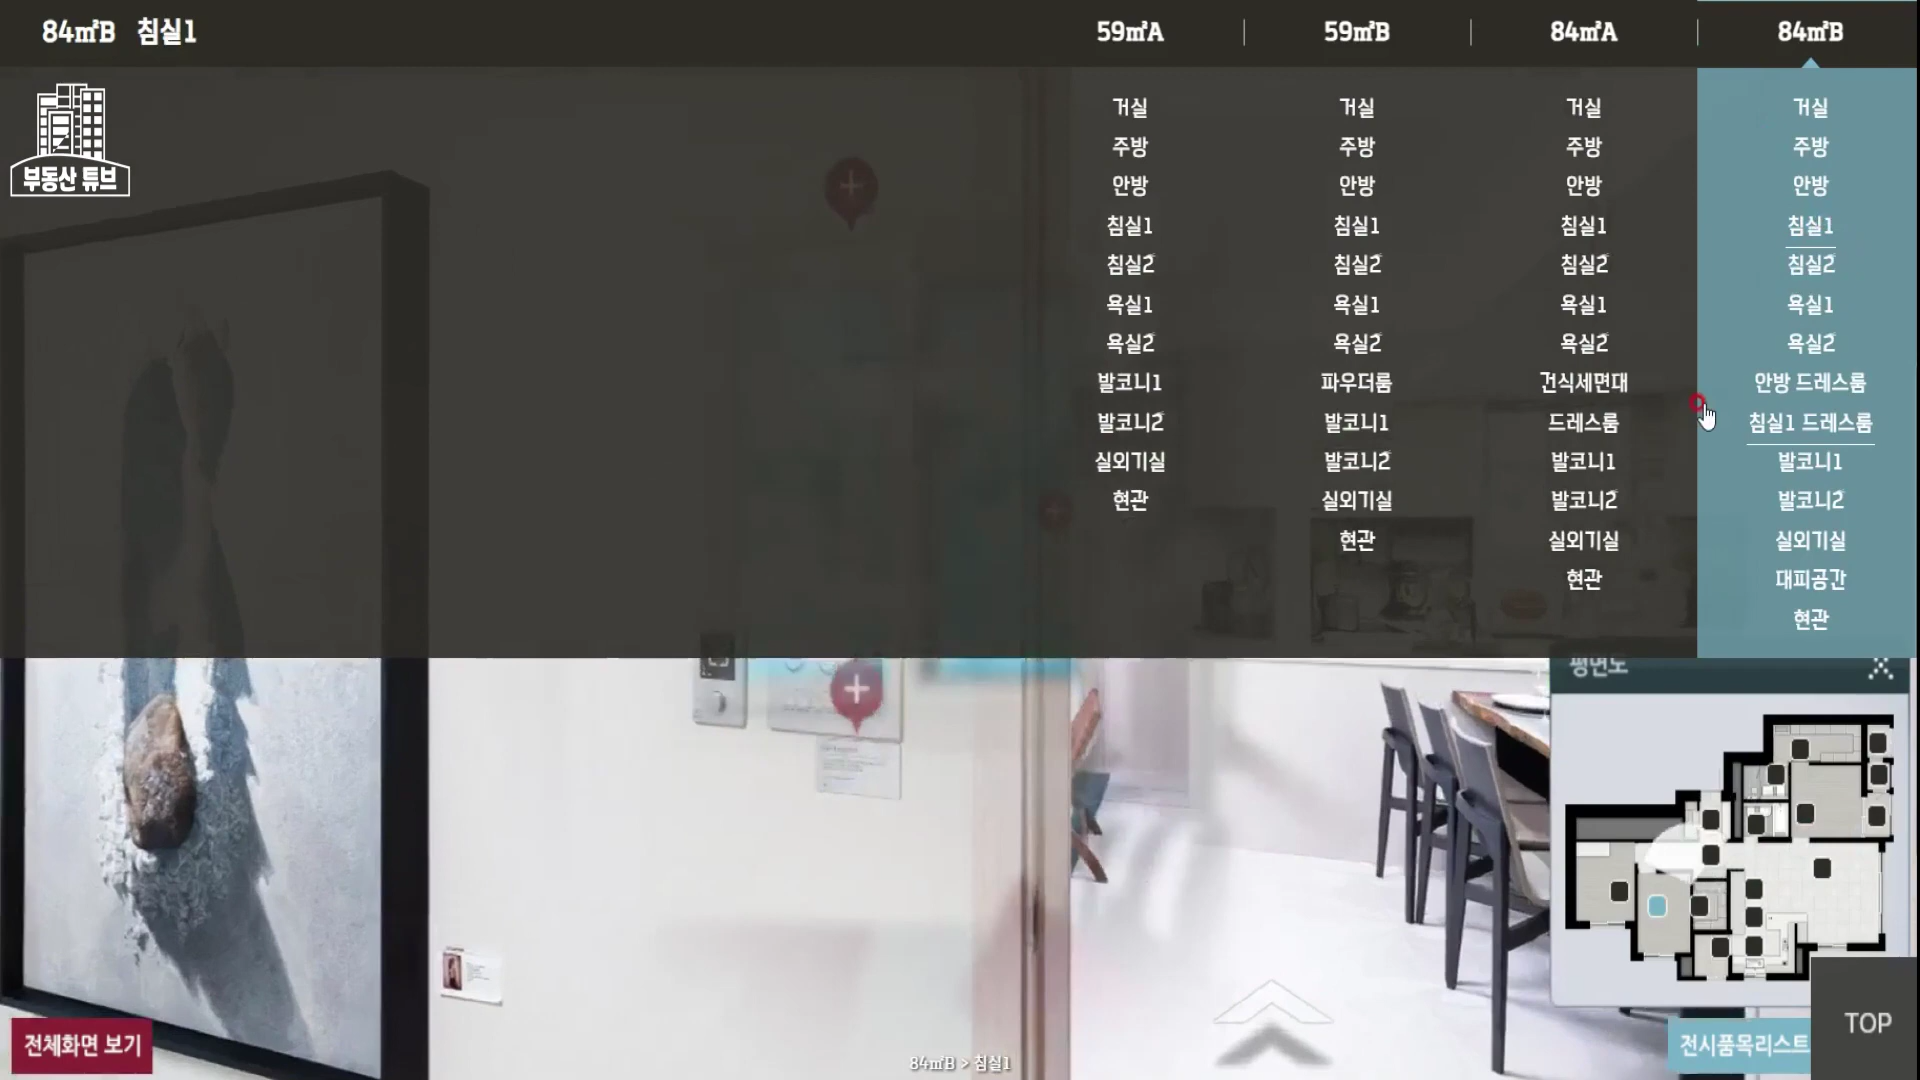 84㎡B 침실1
59㎡A
59㎡B
84㎡A
84㎡B
부동산 튜브
거실
주방
안방
침실1
침실2
욕실1
욕실2
발코니1
발코니2
실외기실
현관
거실
주방
안방
침실1
침실2
욕실1
욕실2
파우더룸
발코니1
발코니2
실외기실
현관
거실
주방
안방
침실1
침실2
욕실1
욕실2
건식세면대
드레스룸
발코니1
발코니2
실외기실
현관
거실
주방
안방
침실1
침실2
욕실1
욕실2
안방 드레스룸
침실1 드레스룸
발코니1
발코니2
실외기실
대피공간
현관
평면도
전체화면 보기
84㎡B > 침실1
전시품목리스트
TOP